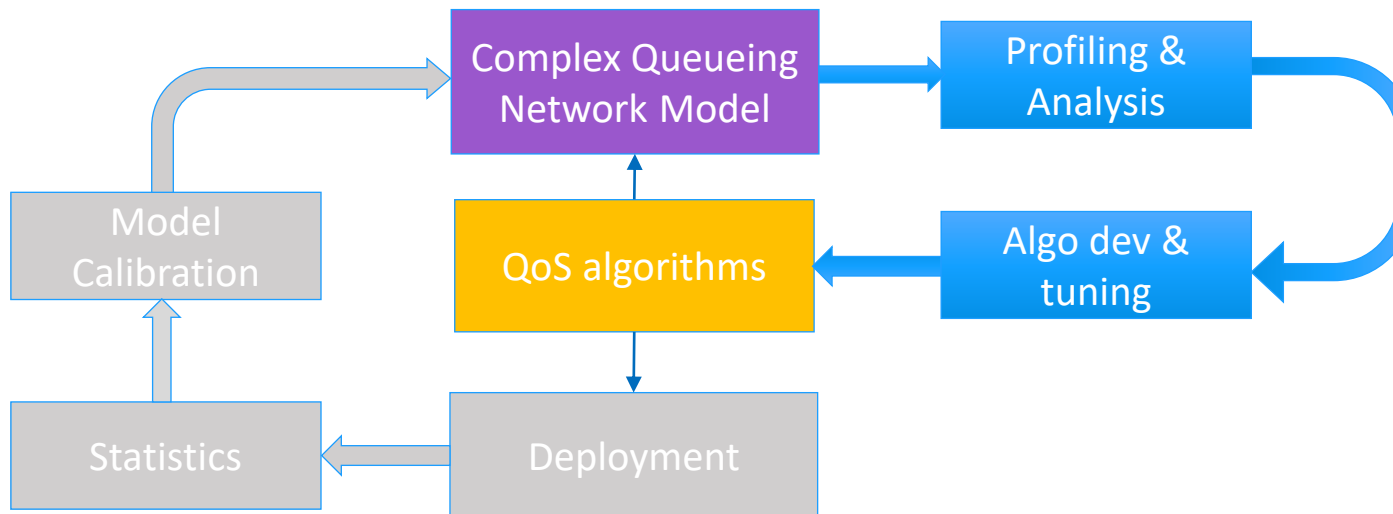 Complex Queueing
Network Model
Profiling &
Analysis
Model
Calibration
QoS algorithms
Algo dev &
tuning
Statistics
Deployment